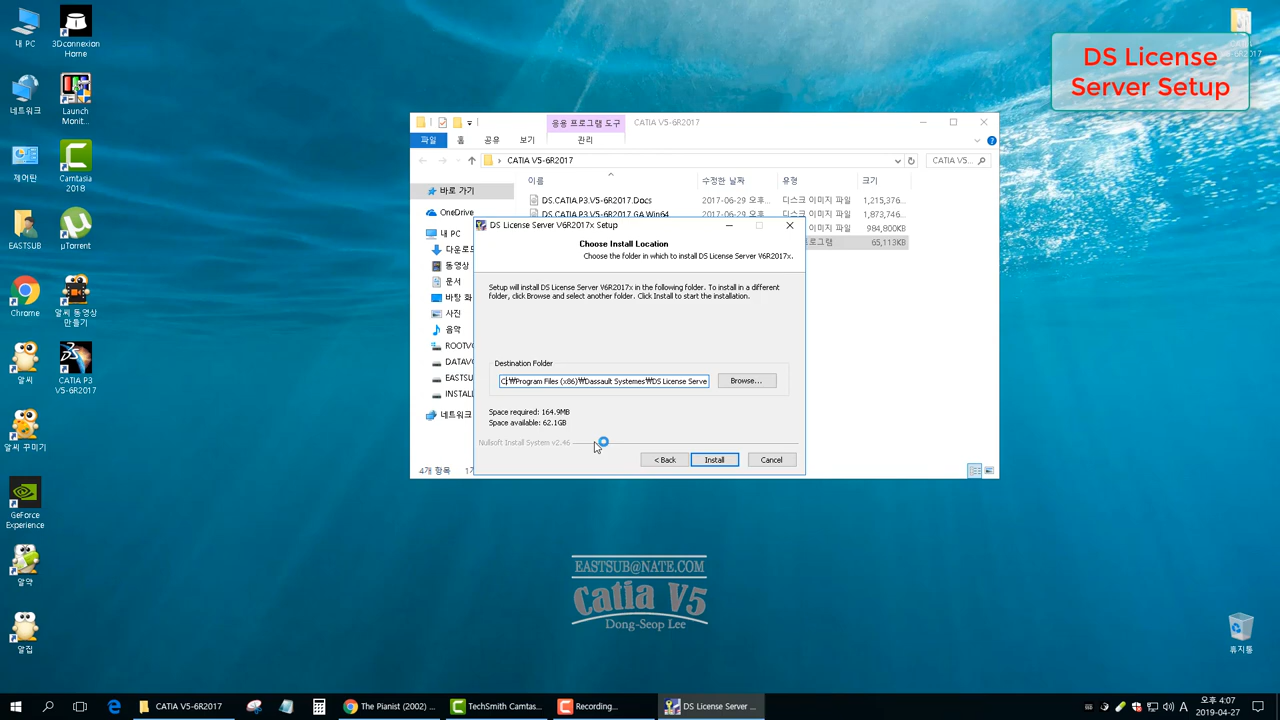 내 PC
3Dconnexion
Home
네트워크
Launch
Monit...
제어판
Camtasia
2018
EASTSUB
μTorrent
Chrome
알씨 동영상
만들기
알씨
CATIA P3
V5-6R2017
알씨 꾸미기
GeForce
Experience
알약
알집
DS License
Server Setup
응용 프로그램 도구
CATIA V5-6R2017
파일
홈
공유
보기
관리
CATIA V5-6R2017
CATIA V5...
이름
수정한 날짜
유형
크기
바로 가기
OneDrive
내 PC
다운로드
동영상
문서
바탕 화
사진
음악
ROOTVO
DATAVO
EASTSU
INSTALL
네트워크
DS.CATIA.P3.V5-6R2017.Docs
2017-06-29 오후...
디스크 이미지 파일
1,215,376...
DS.CATIA.P3.V5-6R2017.GA.Win64
2017-06-29 오후...
디스크 이미지 파일
1,873,746...
스크 이미지 파일
984,800KB
프로그램
65,113KB
4개 항목
DS License Server V6R2017x Setup
Choose Install Location
Choose the folder in which to install DS License Server V6R2017x.
Setup will install DS License Server V6R2017x in the following folder. To install in a different
folder, click Browse and select another folder. Click Install to start the installation.
Destination Folder
C:₩Program Files (x86)₩Dassault Systemes₩DS License Serve
Browse...
Space required: 164.9MB
Space available: 62.1GB
Nullsoft Install System v2.46
< Back
Install
Cancel
EASTSUB@NATE.COM
Catia V5
Dong-Seop Lee
휴지통
CATIA V5-6R2017
The Pianist (2002) ...
TechSmith Camtas...
Recording...
DS License Server ...
A
오후 4:07
2019-04-27